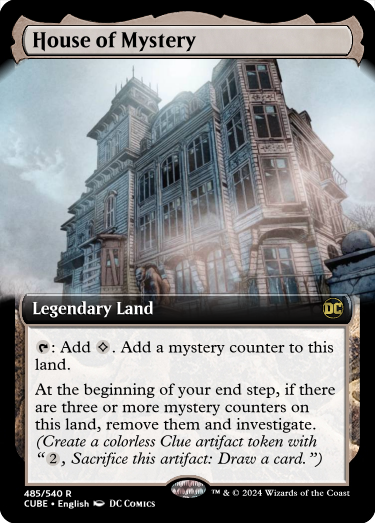 House of Mystery
Legendary Land
DC
: Add . Add a mystery counter to this
land.
At the beginning of your end step, if there
are three or more mystery counters on
this land, remove them and investigate.
(Create a colorless Clue artifact token with
“2, Sacrifice this artifact: Draw a card.”)
485/540 R
CUBE • English DC Comics
™ & © 2024 Wizards of the Coast